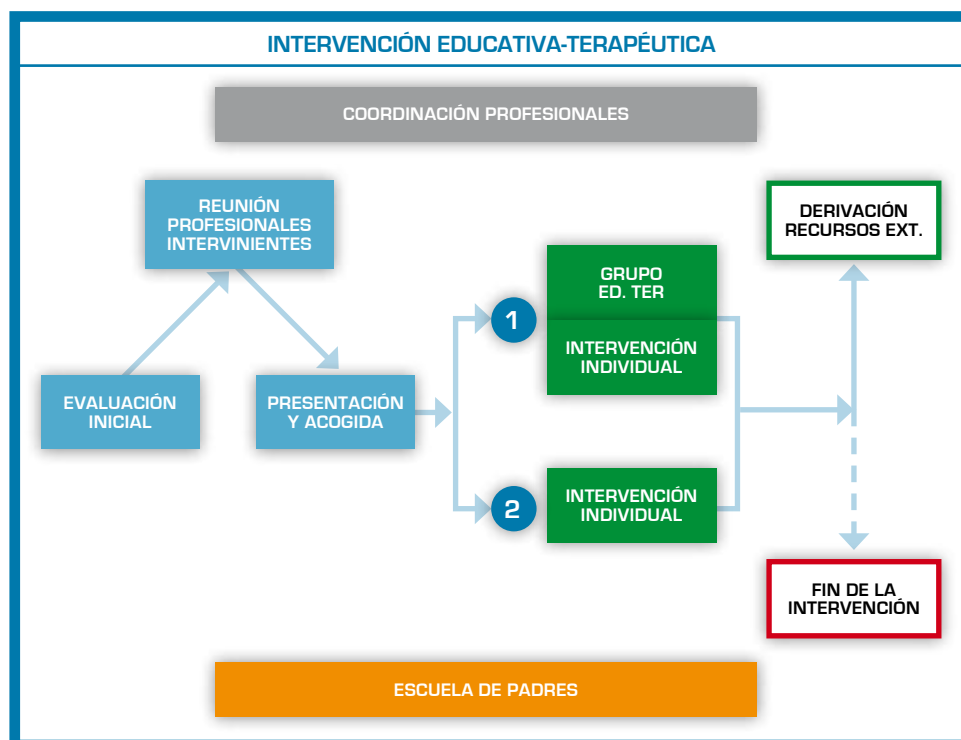 INTERVENCIÓN EDUCATIVA-TERAPÉUTICA
COORDINACIÓN PROFESIONALES
REUNIÓN
PROFESIONALES
INTERVINIENTES
EVALUACIÓN
INICIAL
PRESENTACIÓN
Y ACOGIDA
1
GRUPO
ED. TER
INTERVENCIÓN
INDIVIDUAL
2
INTERVENCIÓN
INDIVIDUAL
DERIVACIÓN
RECURSOS EXT.
FIN DE LA
INTERVENCIÓN
ESCUELA DE PADRES